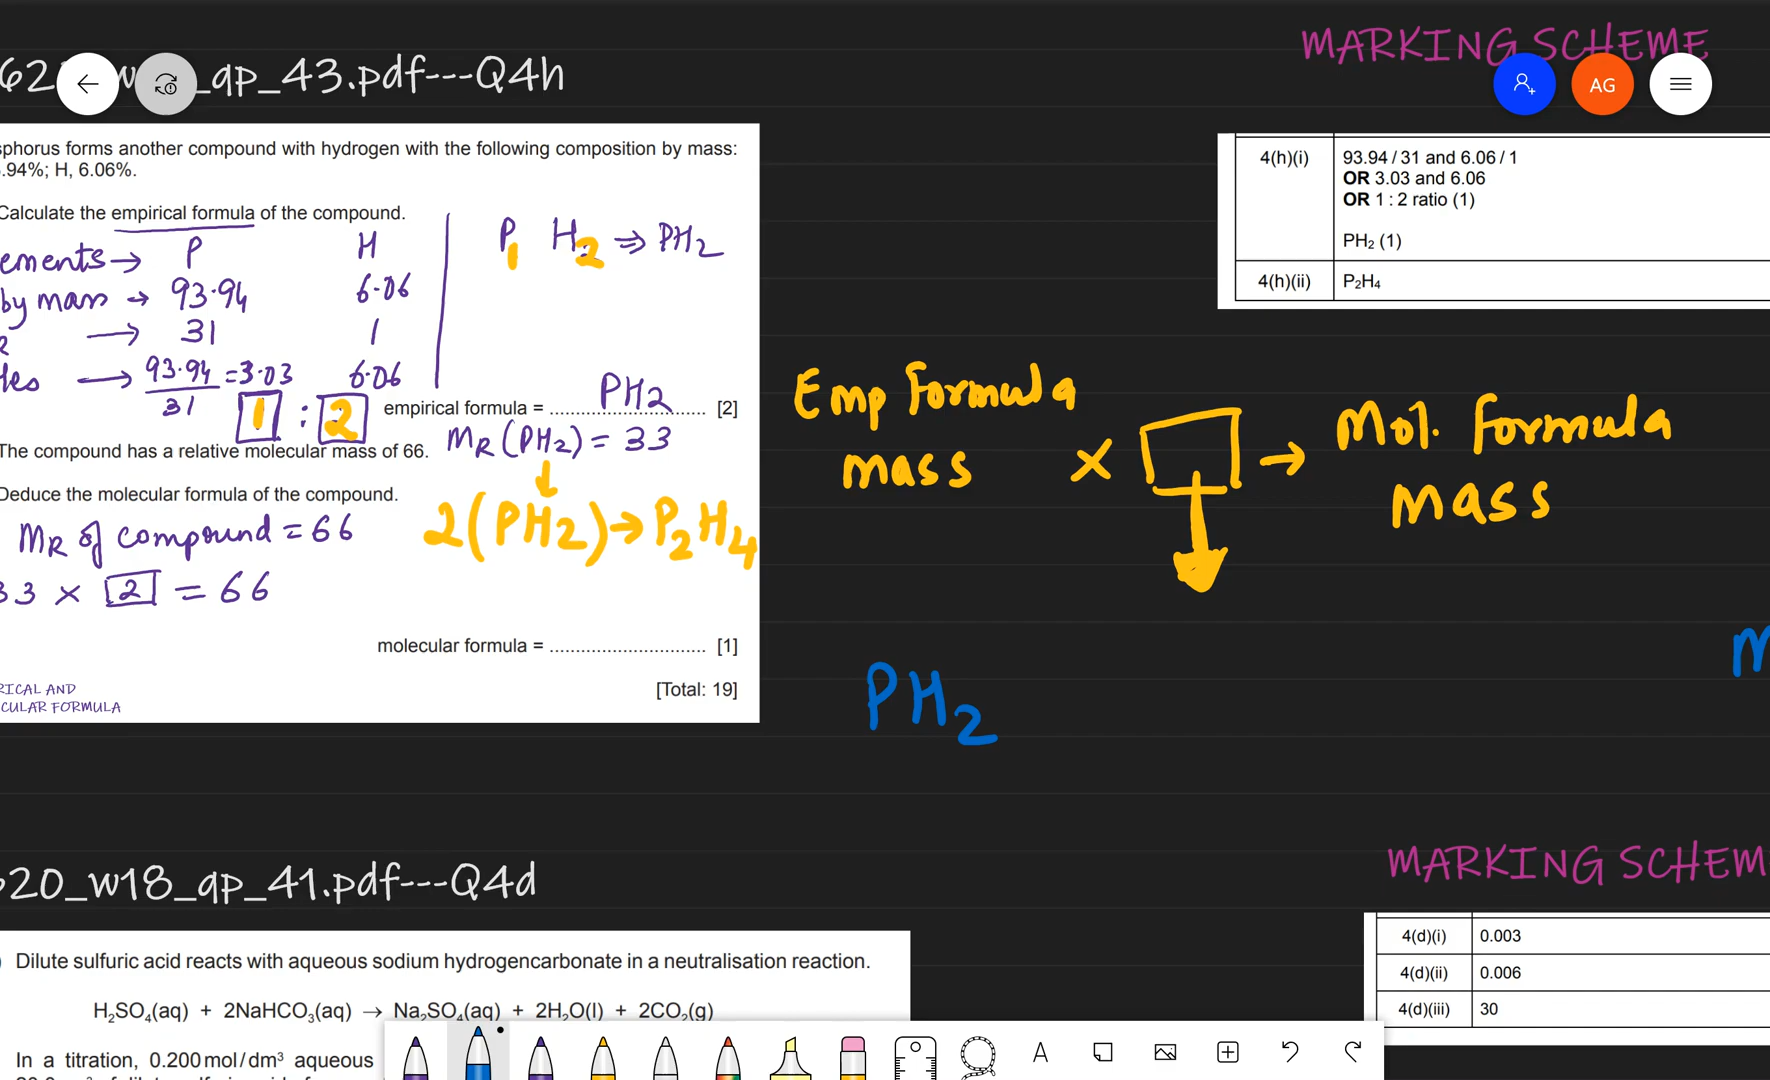 _qp_43.pdf---Q4h
MARKING SCHEME
AG
sphorus forms another compound with hydrogen with the following composition by mass:
.94%; H, 6.06%.
Calculate the empirical formula of the compound.
ements → P H
by mass → 93.94 6.06
→ 31 1
les → 93.94 = 3.03 6.06
31
1 : 2
P1 H2 ⇒ PH2
empirical formula = PH2 [2]
MR (PH2) = 33
The compound has a relative molecular mass of 66.
Deduce the molecular formula of the compound.
MR of compound = 66
2(PH2) → P2H4
33 × 2 = 66
molecular formula = .............................. [1]
[Total: 19]
RICAL AND
CULAR FORMULA
4(h)(i) 93.94 / 31 and 6.06 / 1
OR 3.03 and 6.06
OR 1 : 2 ratio (1)
PH₂ (1)
4(h)(ii) P₂H₄
Emp Formula
mass × → Mol. Formula
mass
PH2
20_w18_qp_41.pdf---Q4d
MARKING SCHEM
Dilute sulfuric acid reacts with aqueous sodium hydrogencarbonate in a neutralisation reaction.
H₂SO₄(aq) + 2NaHCO₃(aq) → Na₂SO₄(aq) + 2H₂O(l) + 2CO₂(g)
In a titration, 0.200 mol/dm³ aqueous
4(d)(i) 0.003
4(d)(ii) 0.006
4(d)(iii) 30